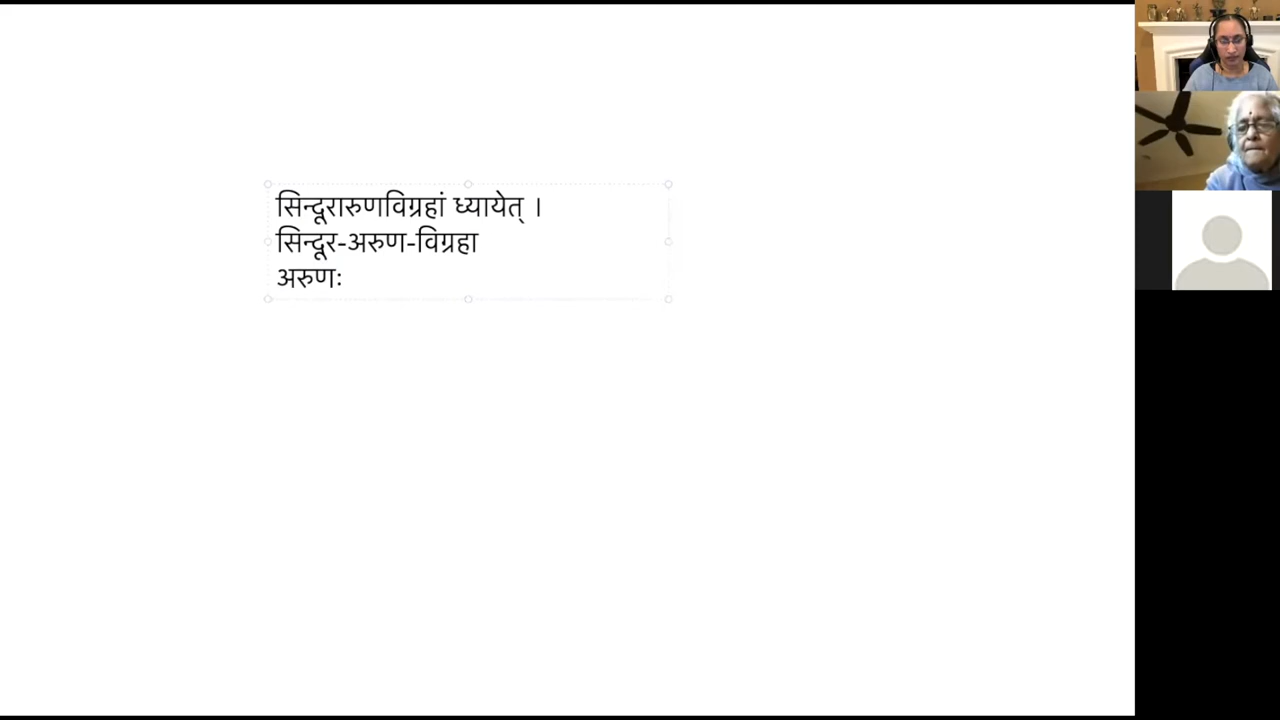 सिन्दूरारुणविग्रहां ध्यायेत् ।
सिन्दूर-अरुण-विग्रहा
अरुणः